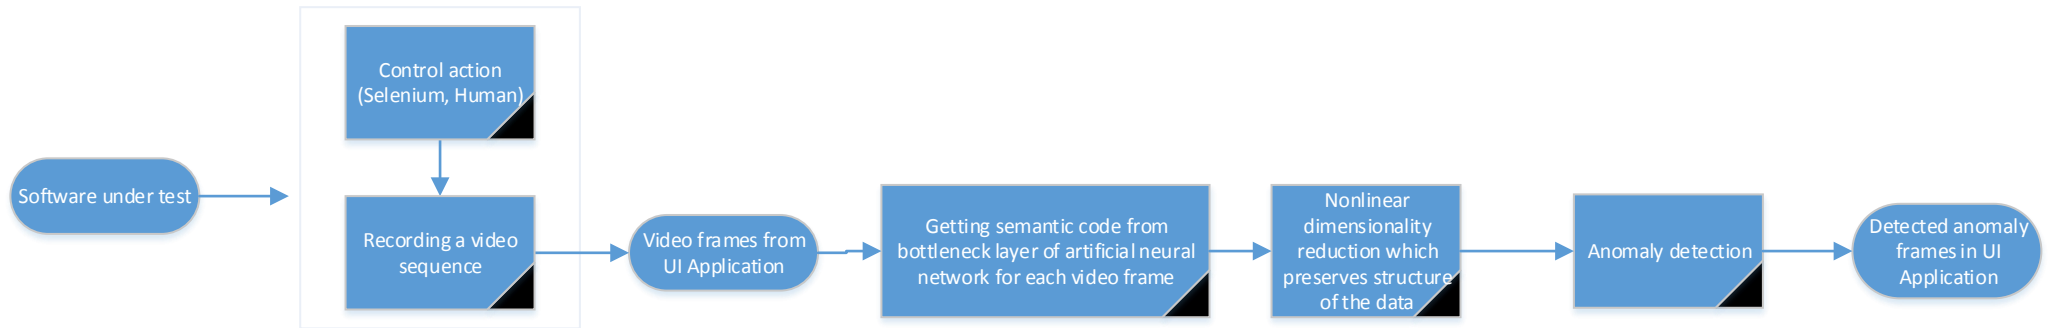 Software under test
Control action
(Selenium, Human)
Recording a video
sequence
Video frames from
UI Application
Getting semantic code from
bottleneck layer of artificial neural
network for each video frame
Nonlinear
dimensionality
reduction which
preserves structure
of the data
Anomaly detection
Detected anomaly
frames in UI
Application